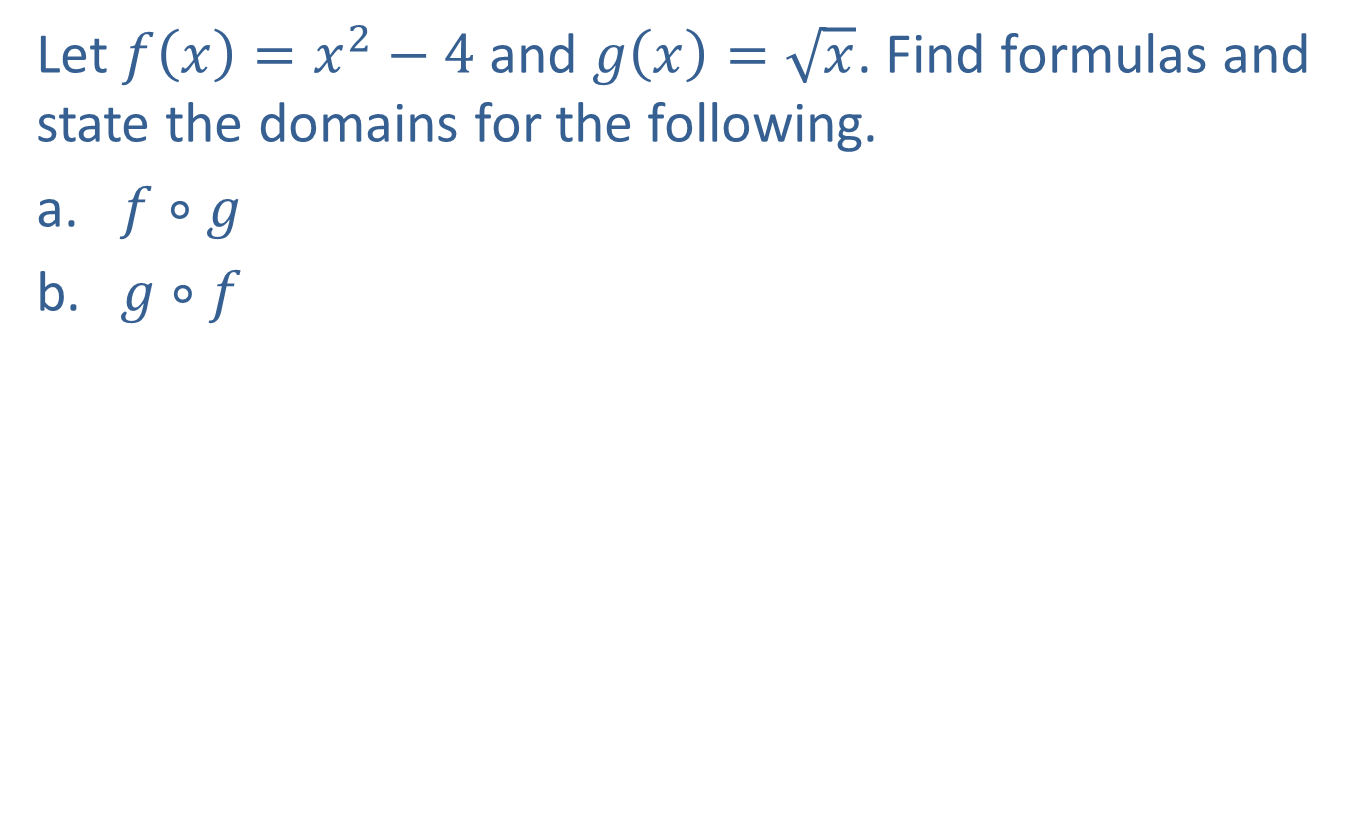 Let 𝑓(𝑥) = 𝑥² − 4 and 𝑔(𝑥) = √𝑥. Find formulas and
state the domains for the following.
a. 𝑓 ∘ 𝑔
b. 𝑔 ∘ 𝑓